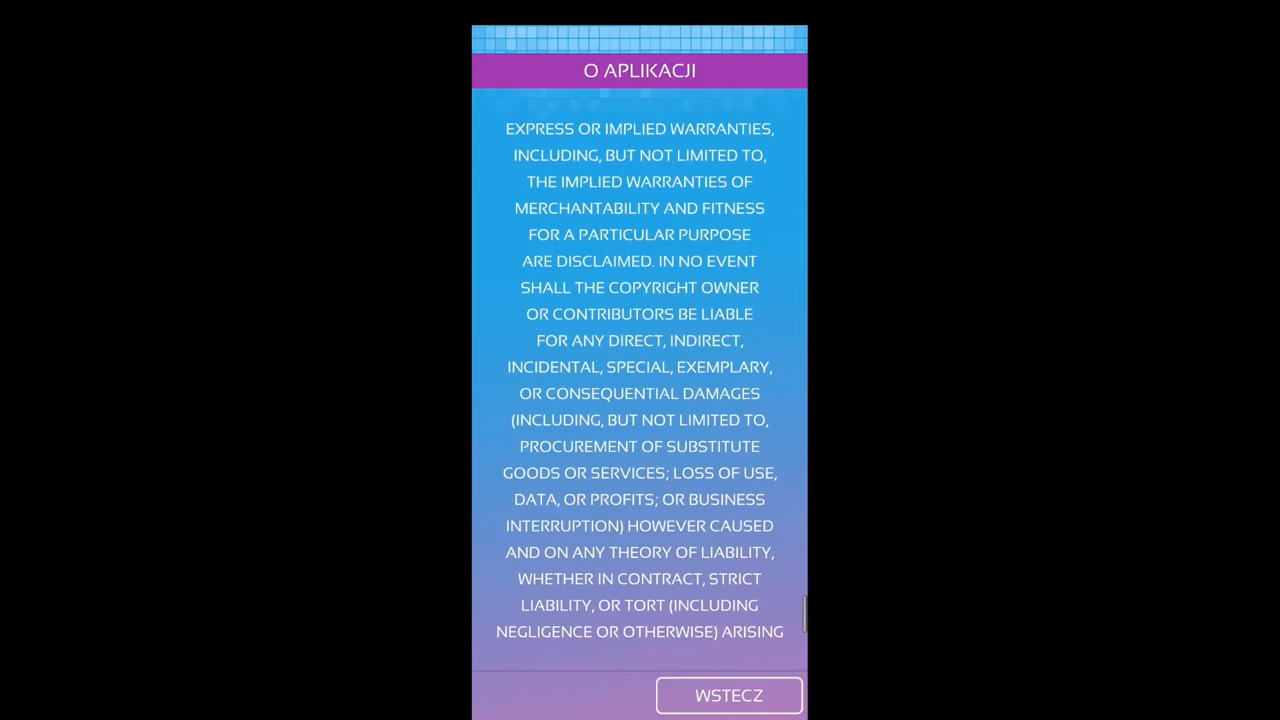 O APLIKACJI
EXPRESS OR IMPLIED WARRANTIES,
INCLUDING, BUT NOT LIMITED TO,
THE IMPLIED WARRANTIES OF
MERCHANTABILITY AND FITNESS
FOR A PARTICULAR PURPOSE
ARE DISCLAIMED. IN NO EVENT
SHALL THE COPYRIGHT OWNER
OR CONTRIBUTORS BE LIABLE
FOR ANY DIRECT, INDIRECT,
INCIDENTAL, SPECIAL, EXEMPLARY,
OR CONSEQUENTIAL DAMAGES
(INCLUDING, BUT NOT LIMITED TO,
PROCUREMENT OF SUBSTITUTE
GOODS OR SERVICES; LOSS OF USE,
DATA, OR PROFITS; OR BUSINESS
INTERRUPTION) HOWEVER CAUSED
AND ON ANY THEORY OF LIABILITY,
WHETHER IN CONTRACT, STRICT
LIABILITY, OR TORT (INCLUDING
NEGLIGENCE OR OTHERWISE) ARISING
WSTECZ